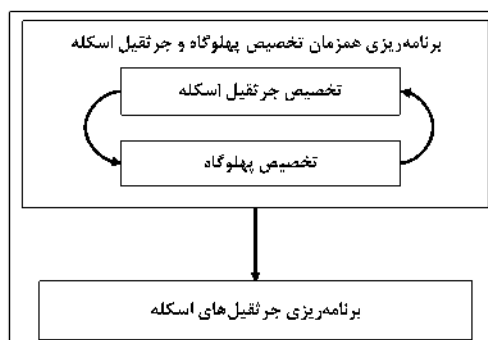 برنامه‌ریزی همزمان تخصیص پهلوگاه و جرثقیل اسکله
تخصیص جرثقیل اسکله
تخصیص پهلوگاه
برنامه‌ریزی جرثقیل‌های اسکله